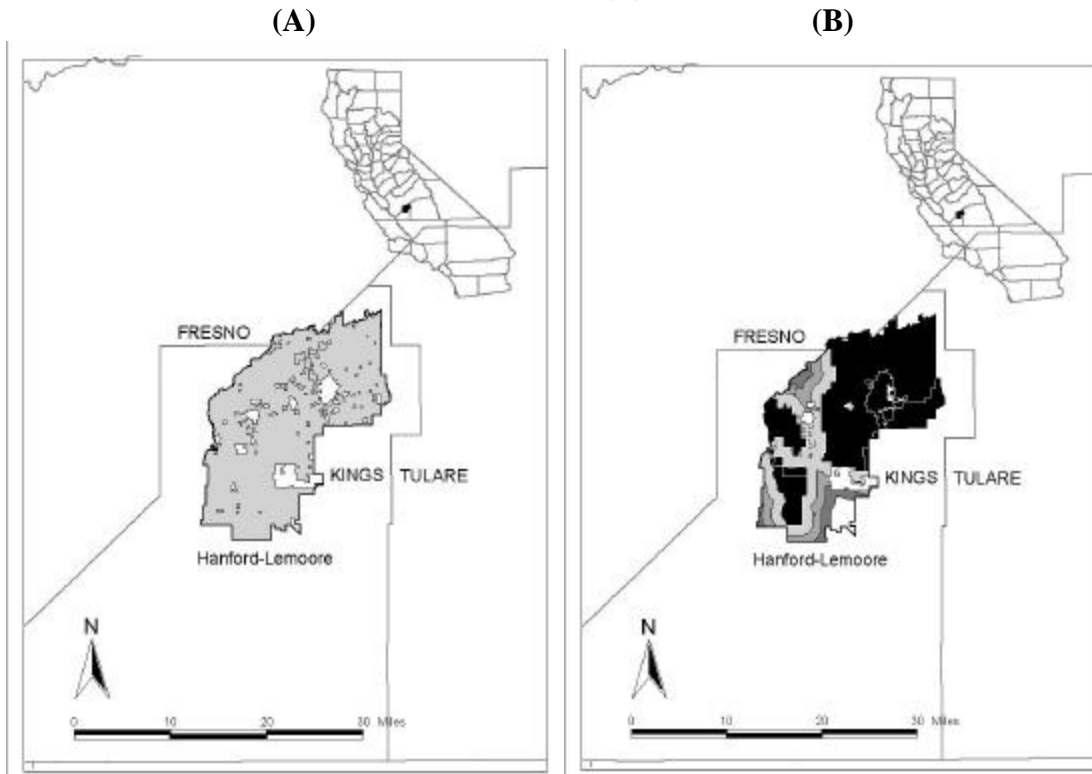 (A)
FRESNO
KINGS TULARE
Hanford-Lemoore
N
0 10 20 30 Miles
(B)
FRESNO
KINGS TULARE
Hanford-Lemoore
N
0 10 20 30 Miles